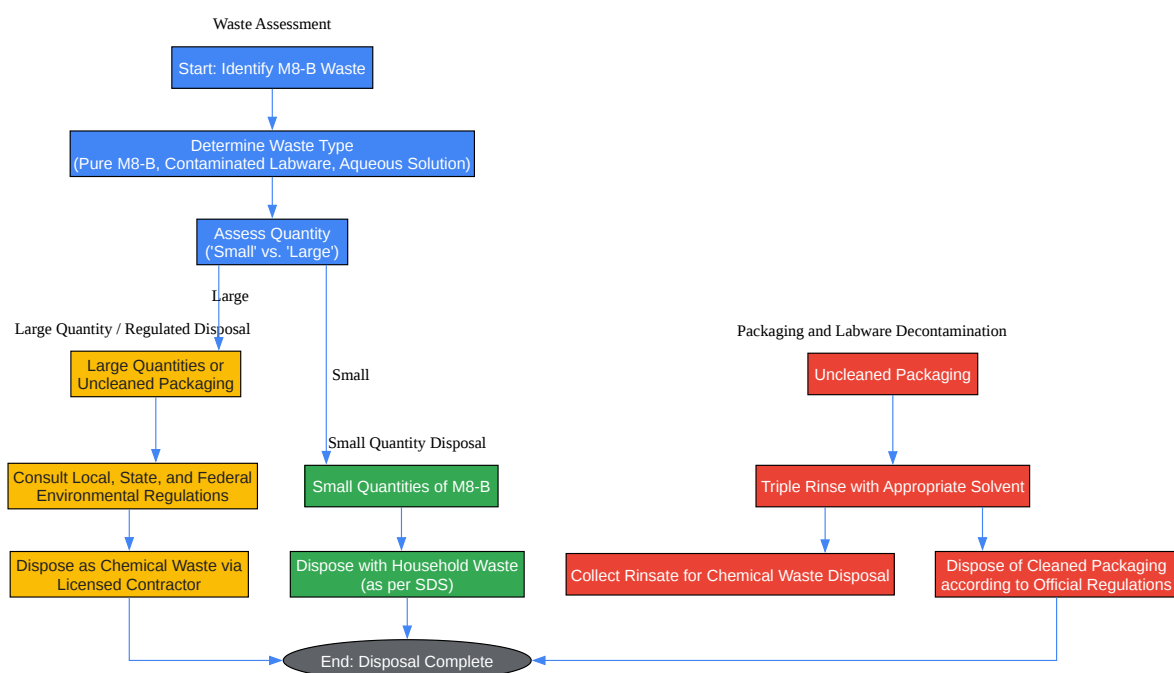 Waste Assessment
Start: Identify M8-B Waste
Determine Waste Type
(Pure M8-B, Contaminated Labware, Aqueous Solution)
Assess Quantity
('Small' vs. 'Large')
Large
Large Quantity / Regulated Disposal
Large Quantities or
Uncleaned Packaging
Consult Local, State, and Federal
Environmental Regulations
Dispose as Chemical Waste via
Licensed Contractor
Small
Small Quantity Disposal
Small Quantities of M8-B
Dispose with Household Waste
(as per SDS)
Packaging and Labware Decontamination
Uncleaned Packaging
Triple Rinse with Appropriate Solvent
Collect Rinsate for Chemical Waste Disposal
Dispose of Cleaned Packaging
according to Official Regulations
End: Disposal Complete